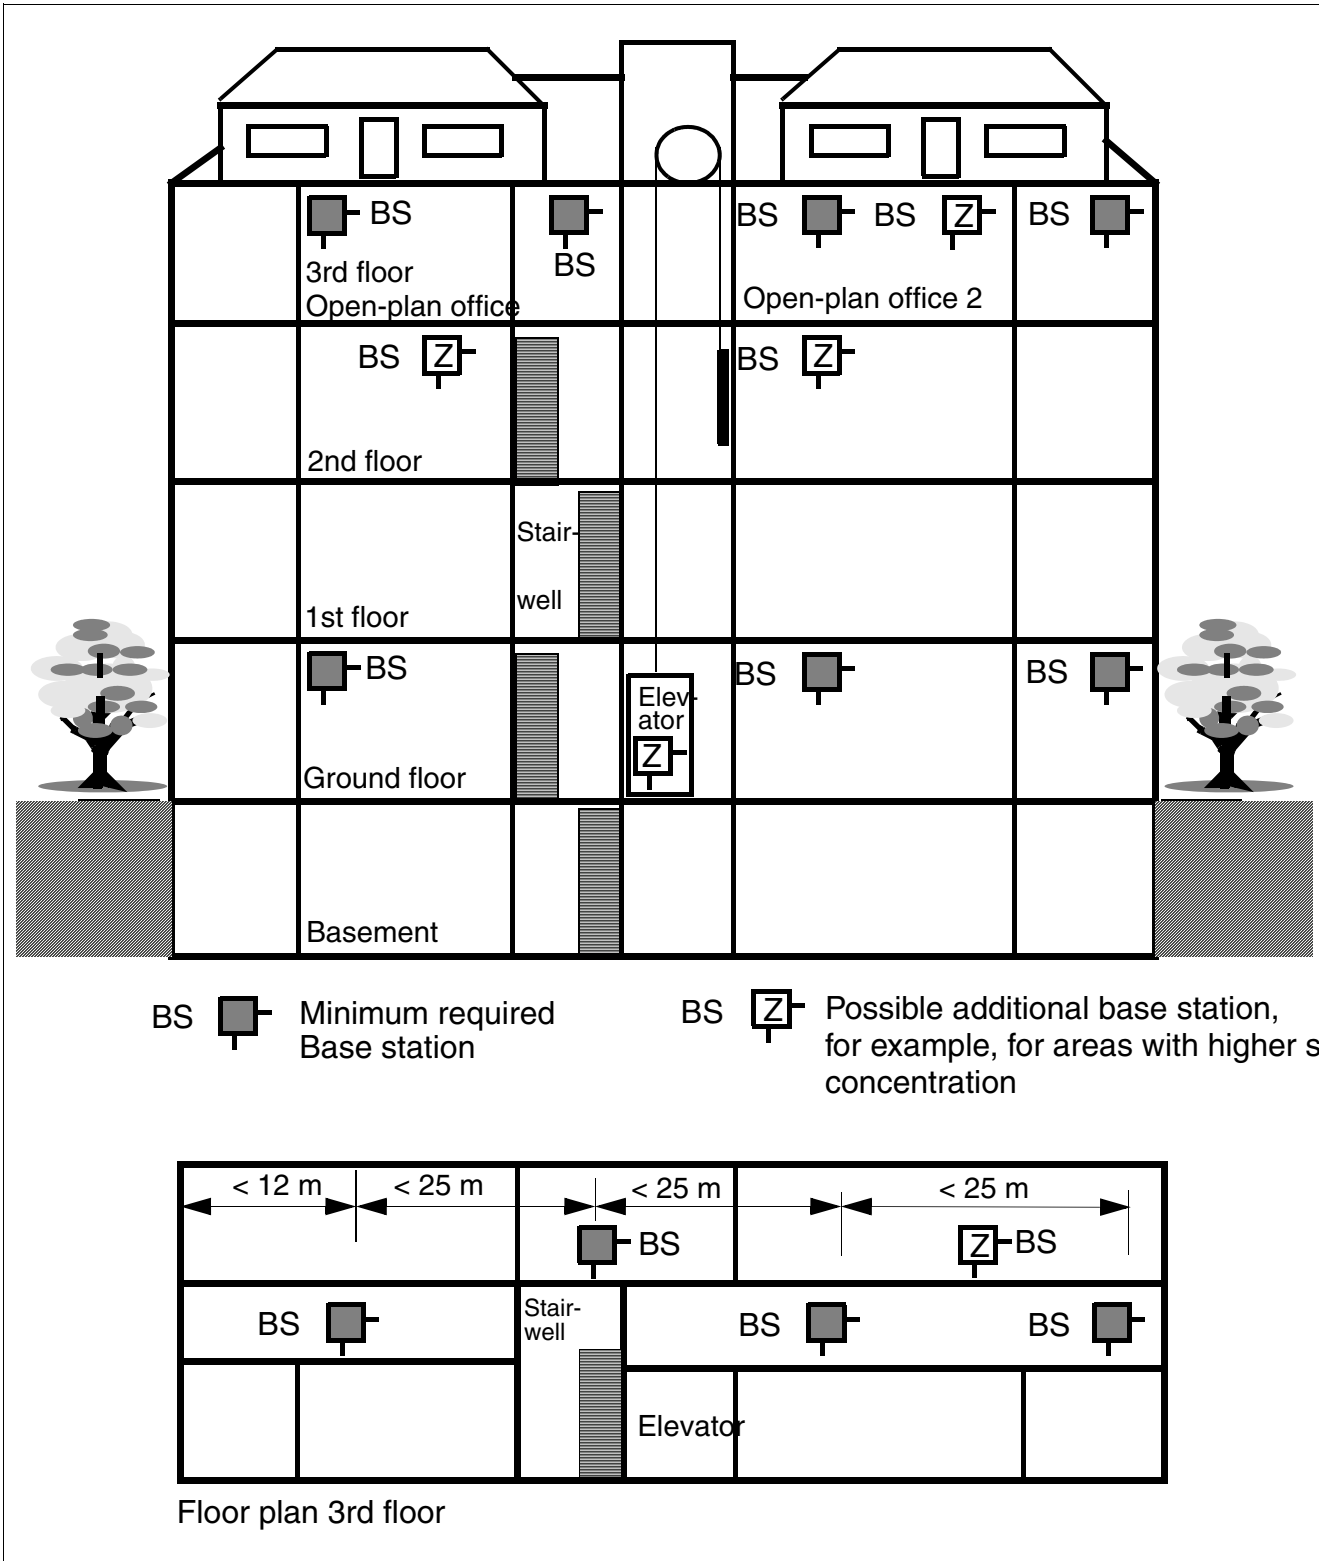 BS
BS
BS
BS
Z
BS
3rd floor
Open-plan office
Open-plan office 2
BS
Z
BS
Z
2nd floor
Stair-
well
1st floor
BS
BS
BS
Elev-
ator
Z
Ground floor
Basement
BS
Minimum required
Base station
BS
Z
Possible additional base station,
for example, for areas with higher s
concentration
< 12 m
< 25 m
< 25 m
< 25 m
BS
Z
BS
BS
Stair-
well
BS
BS
Elevator
Floor plan 3rd floor